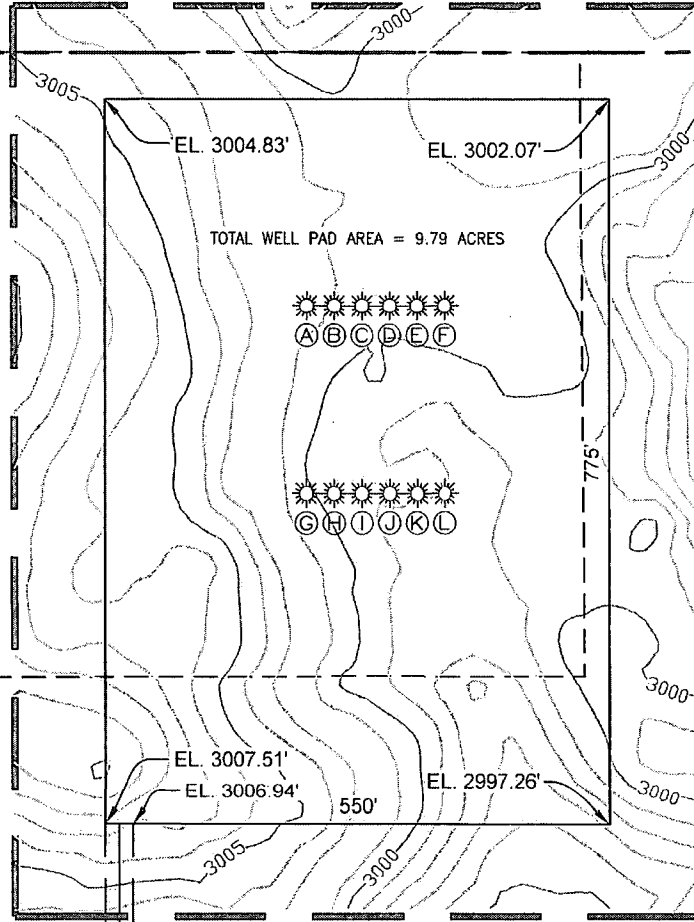 3000
3005
EL. 3004.83'
EL. 3002.07'
3000
TOTAL WELL PAD AREA = 9.79 ACRES
A B C D E F
775'
G H I J K L
3000
EL. 3007.51'
EL. 3006.94'
550'
EL. 2997.26'
3000
3005
3000